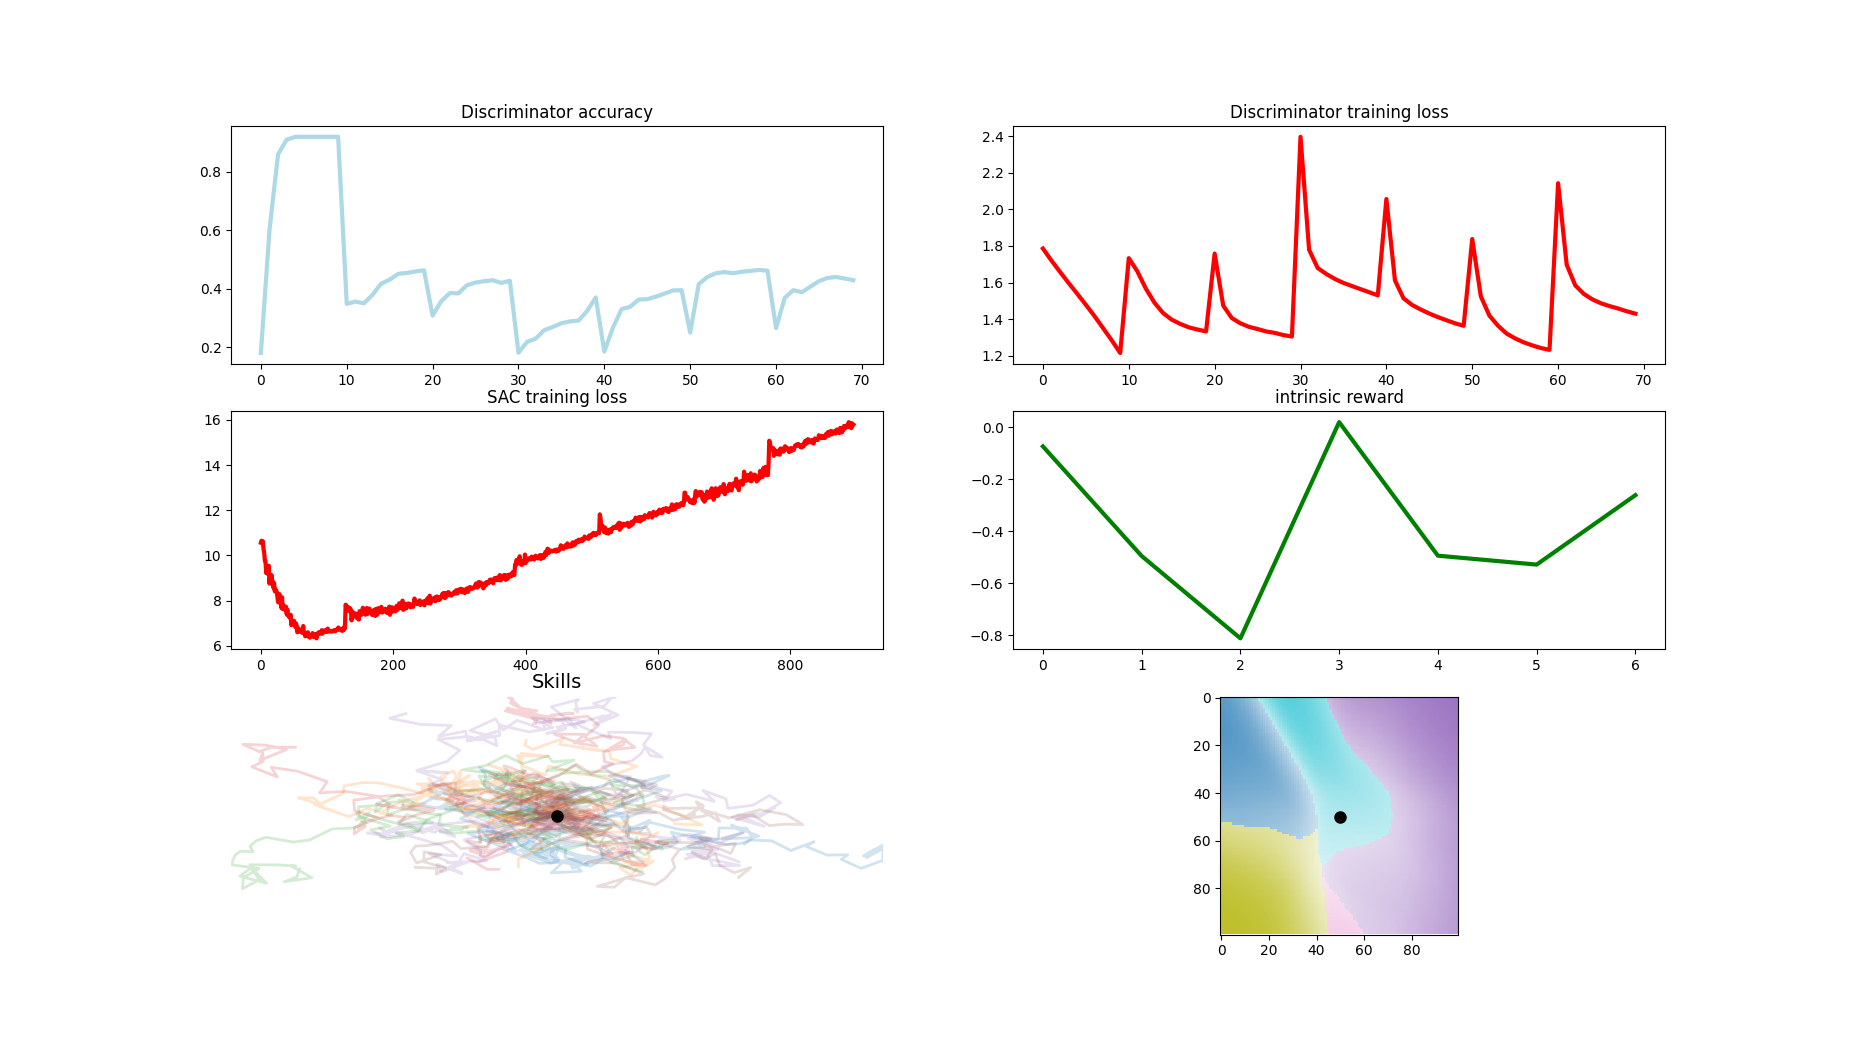 Discriminator accuracy
0.8
0.6
0.4
0.2
0 10 20 30 40 50 60 70
Discriminator training loss
2.4
2.2
2.0
1.8
1.6
1.4
1.2
0 10 20 30 40 50 60 70
SAC training loss
16
14
12
10
8
6
0 200 400 600 800
intrinsic reward
0.0
−0.2
−0.4
−0.6
−0.8
0 1 2 3 4 5 6
Skills
0
20
40
60
80
0 20 40 60 80